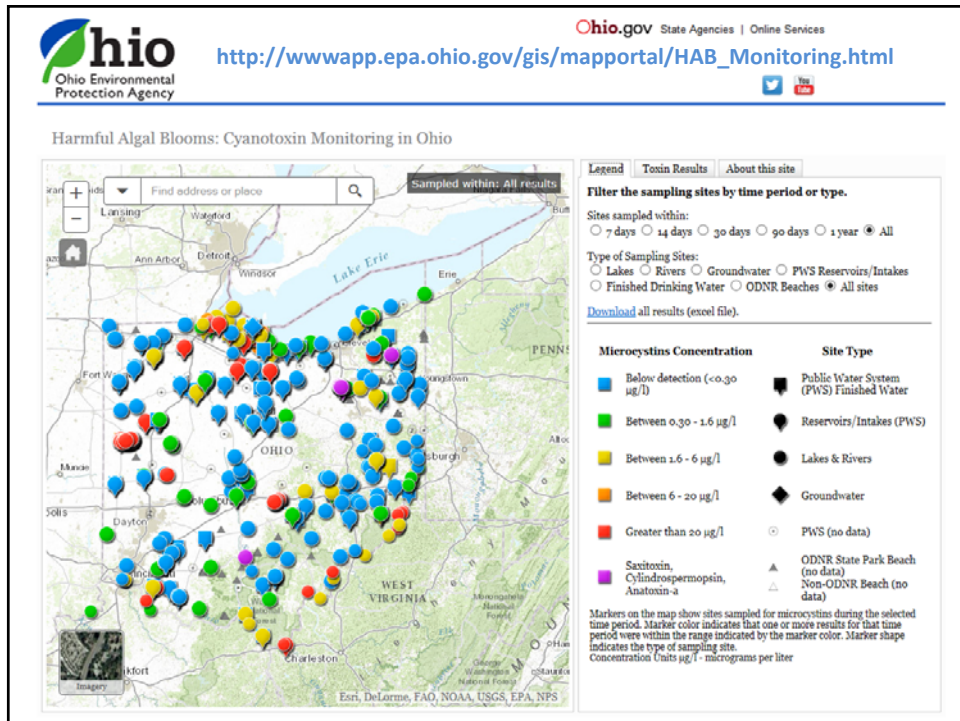 Ohio
Ohio Environmental
Protection Agency
Ohio.gov State Agencies | Online Services
http://wwwapp.epa.ohio.gov/gis/mapportal/HAB_Monitoring.html
You
Tube
Harmful Algal Blooms: Cyanotoxin Monitoring in Ohio
+
−
Find address or place
Sampled within: All results
Lansing
Waterford
Ann Arbor
Detroit
Windsor
Lake Erie
Erie
PENNS
Fort
OHIO
Muncie
Dayton
WEST
VIRGINIA
Monongahela
National
Forest
Charleston
George
Washington
National Forest
Imagery
Esri, DeLorme, FAO, NOAA, USGS, EPA, NPS
Legend Toxin Results About this site
Filter the sampling sites by time period or type.
Sites sampled within:
7 days 14 days 30 days 90 days 1 year All
Type of Sampling Sites:
Lakes Rivers Groundwater PWS Reservoirs/Intakes
Finished Drinking Water ODNR Beaches All sites
Download all results (excel file).
Microcystins Concentration Site Type
Below detection (<0.30
µg/l)
Public Water System
(PWS) Finished Water
Between 0.30 - 1.6 µg/l
Reservoirs/Intakes (PWS)
Between 1.6 - 6 µg/l
Lakes & Rivers
Between 6 - 20 µg/l
Groundwater
Greater than 20 µg/l
PWS (no data)
Saxitoxin,
Cylindrospermopsin,
Anatoxin-a
ODNR State Park Beach
(no data)
Non-ODNR Beach (no
data)
Markers on the map show sites sampled for microcystins during the selected
time period. Marker color indicates that one or more results for that time
period were within the range indicated by the marker color. Marker shape
indicates the type of sampling site.
Concentration Units µg/l - micrograms per liter